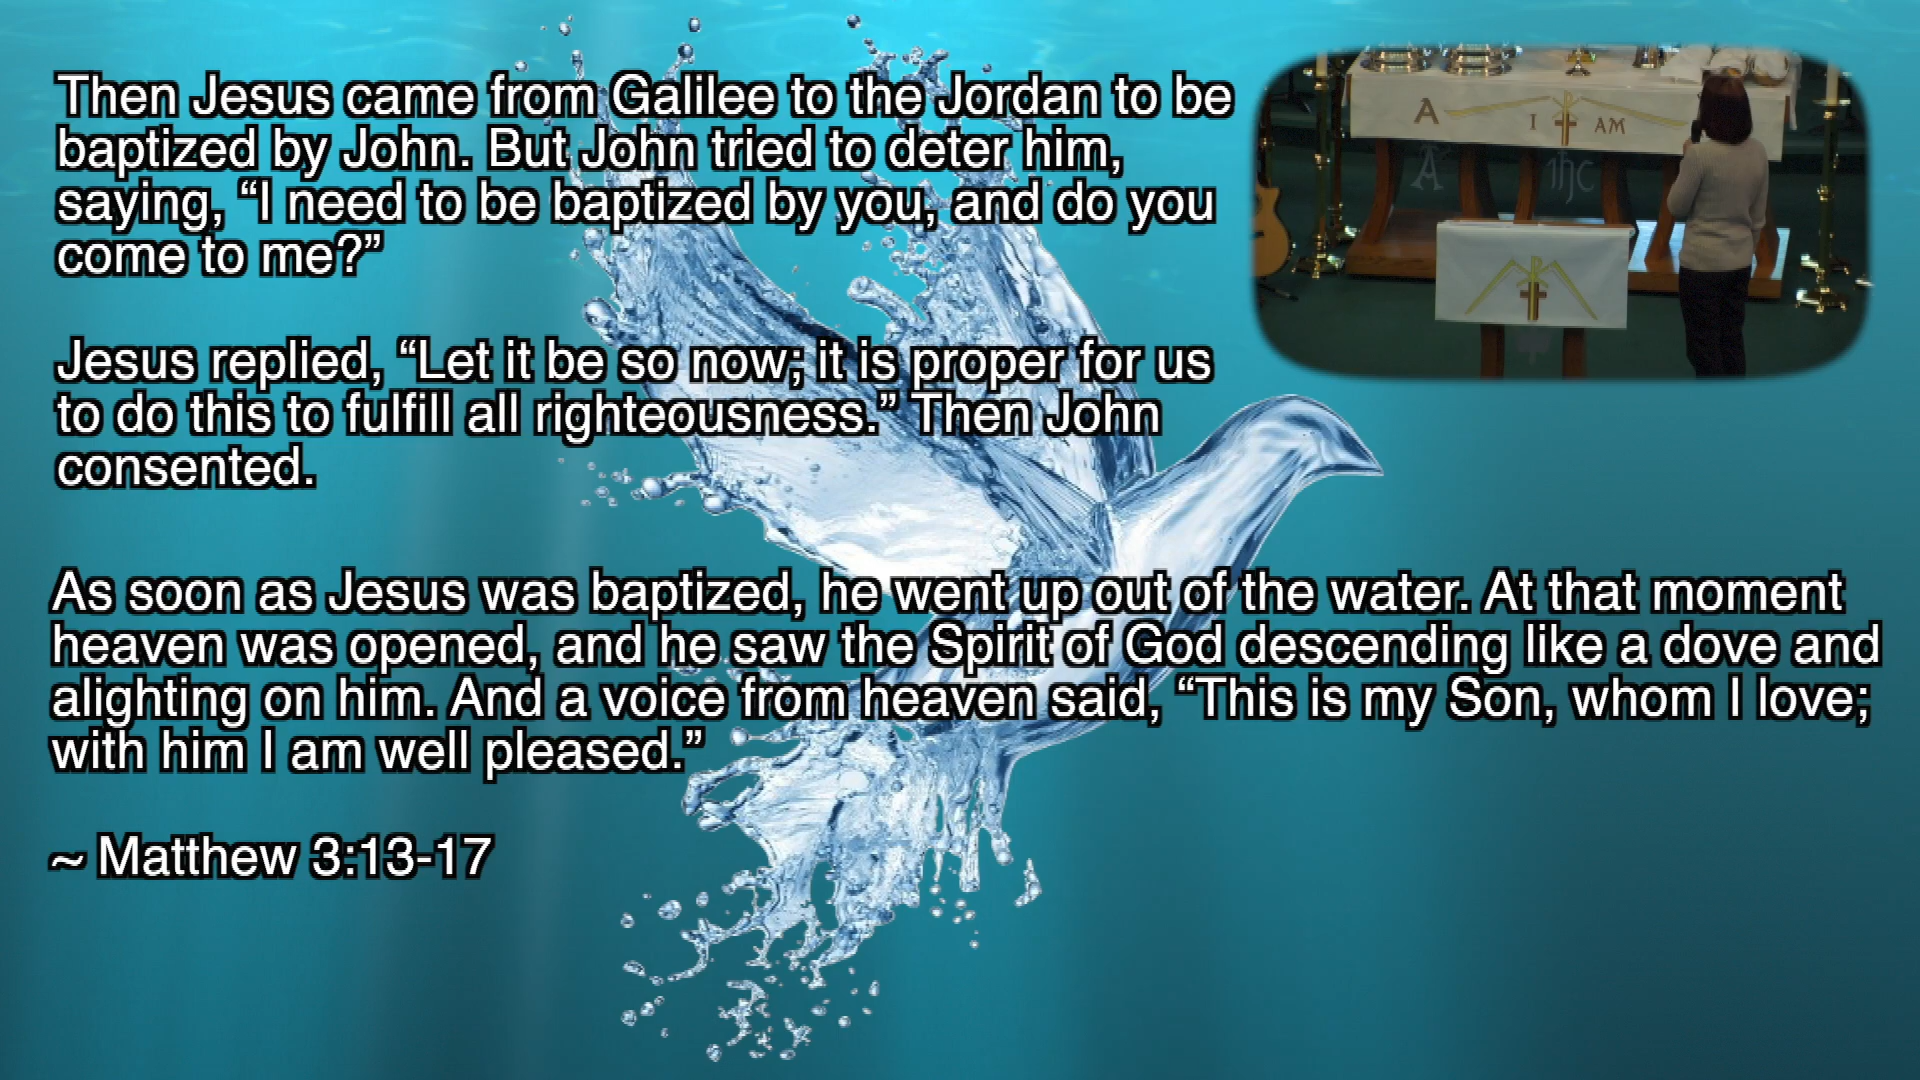 Then Jesus came from Galilee to the Jordan to be
baptized by John. But John tried to deter him,
saying, “I need to be baptized by you, and do you
come to me?”
Jesus replied, “Let it be so now; it is proper for us
to do this to fulfill all righteousness.” Then John
consented.
As soon as Jesus was baptized, he went up out of the water. At that moment
heaven was opened, and he saw the Spirit of God descending like a dove and
alighting on him. And a voice from heaven said, “This is my Son, whom I love;
with him I am well pleased.”
~ Matthew 3:13-17
A
I AM
A
ihc